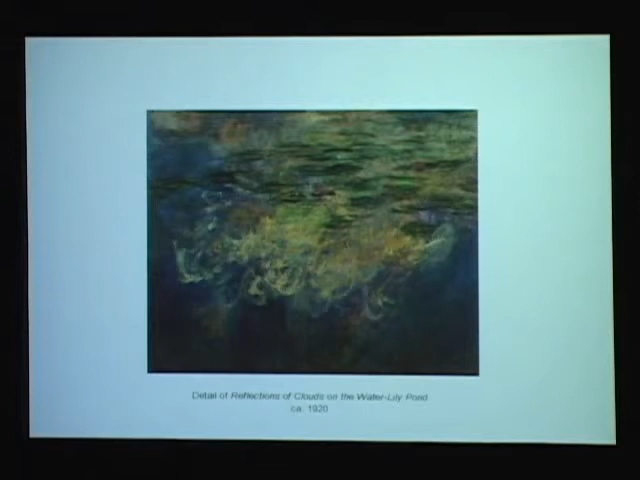 Detail of Reflections of Clouds on the Water-Lily Pond
ca. 1920